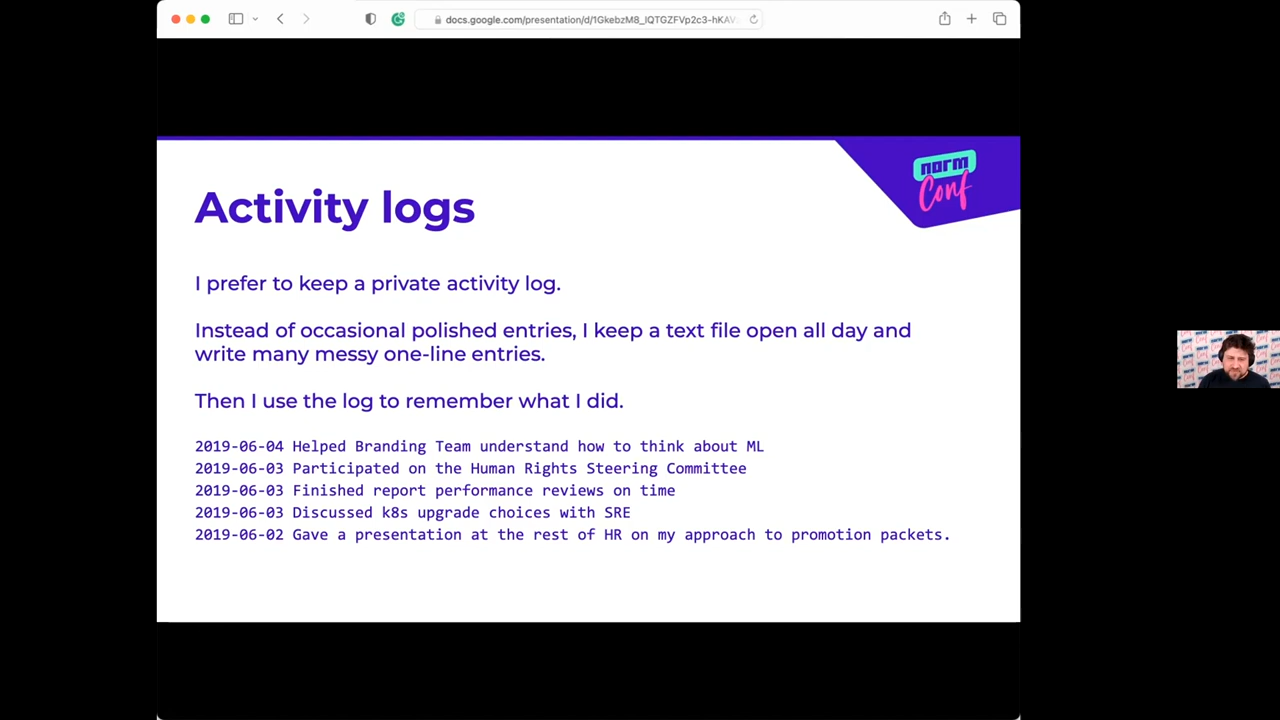 docs.google.com/presentation/d/1GkebzM8_IQTGZFVp2c3-hKAV
norm
Conf
Activity logs
I prefer to keep a private activity log.
Instead of occasional polished entries, I keep a text file open all day and
write many messy one-line entries.
Then I use the log to remember what I did.
2019-06-04 Helped Branding Team understand how to think about ML
2019-06-03 Participated on the Human Rights Steering Committee
2019-06-03 Finished report performance reviews on time
2019-06-03 Discussed k8s upgrade choices with SRE
2019-06-02 Gave a presentation at the rest of HR on my approach to promotion packets.